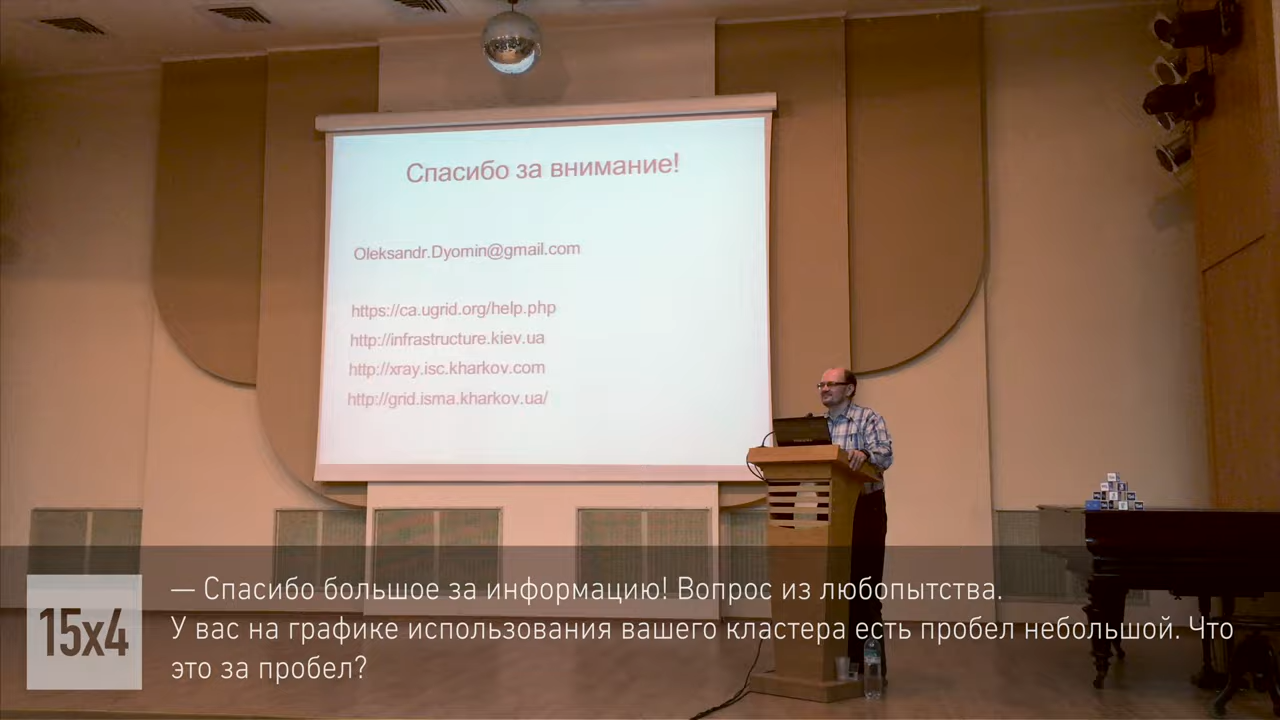 Спасибо за внимание!
Oleksandr.Dyomin@gmail.com
https://ca.ugrid.org/help.php
http://infrastructure.kiev.ua
http://xray.isc.kharkov.com
http://grid.isma.kharkov.ua/
15x4
— Спасибо большое за информацию! Вопрос из любопытства.
У вас на графике использования вашего кластера есть пробел небольшой. Что
это за пробел?